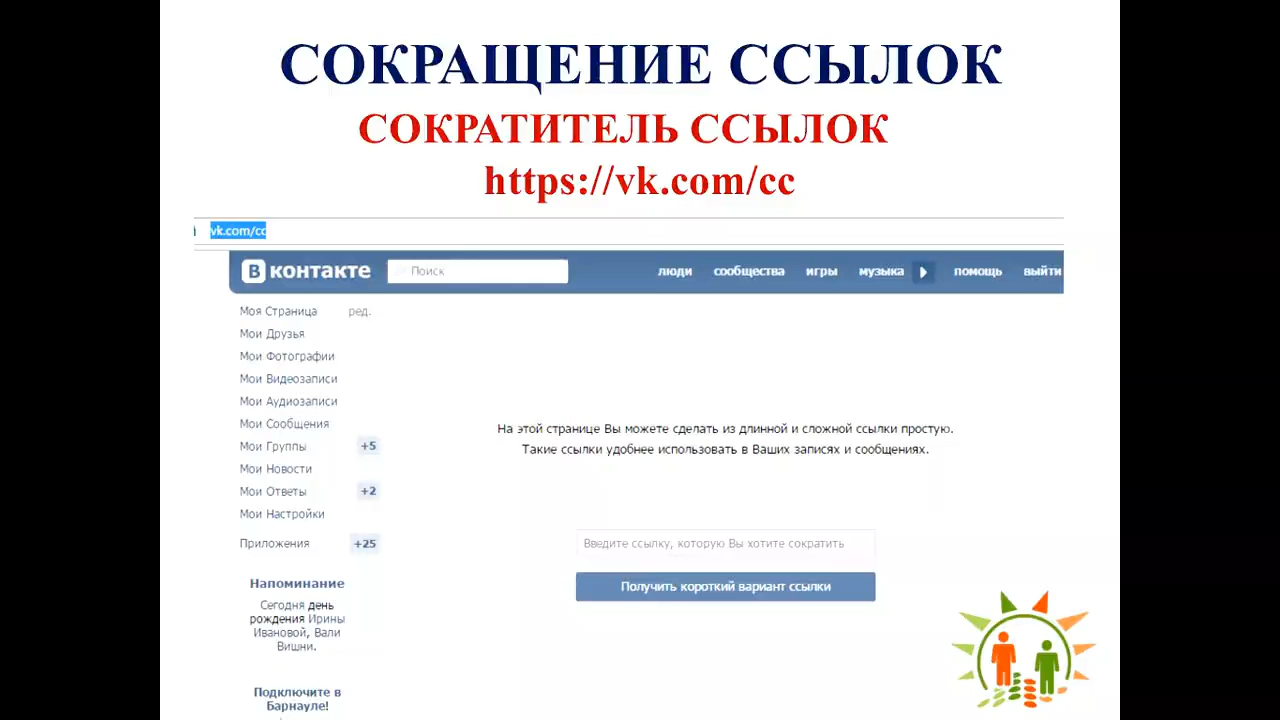 СОКРАЩЕНИЕ ССЫЛОК
СОКРАТИТЕЛЬ ССЫЛОК
https://vk.com/cc
vk.com/cc
В контакте
Поиск
люди сообщества игры музыка помощь выйти
Моя Страница ред.
Мои Друзья
Мои Фотографии
Мои Видеозаписи
Мои Аудиозаписи
Мои Сообщения
Мои Группы +5
Мои Новости
Мои Ответы +2
Мои Настройки
Приложения +25
Напоминание
Сегодня день
рождения Ирины
Ивановой, Вали
Вишни.
Подключите в
Барнауле!
На этой странице Вы можете сделать из длинной и сложной ссылки простую.
Такие ссылки удобнее использовать в Ваших записях и сообщениях.
Введите ссылку, которую Вы хотите сократить
Получить короткий вариант ссылки